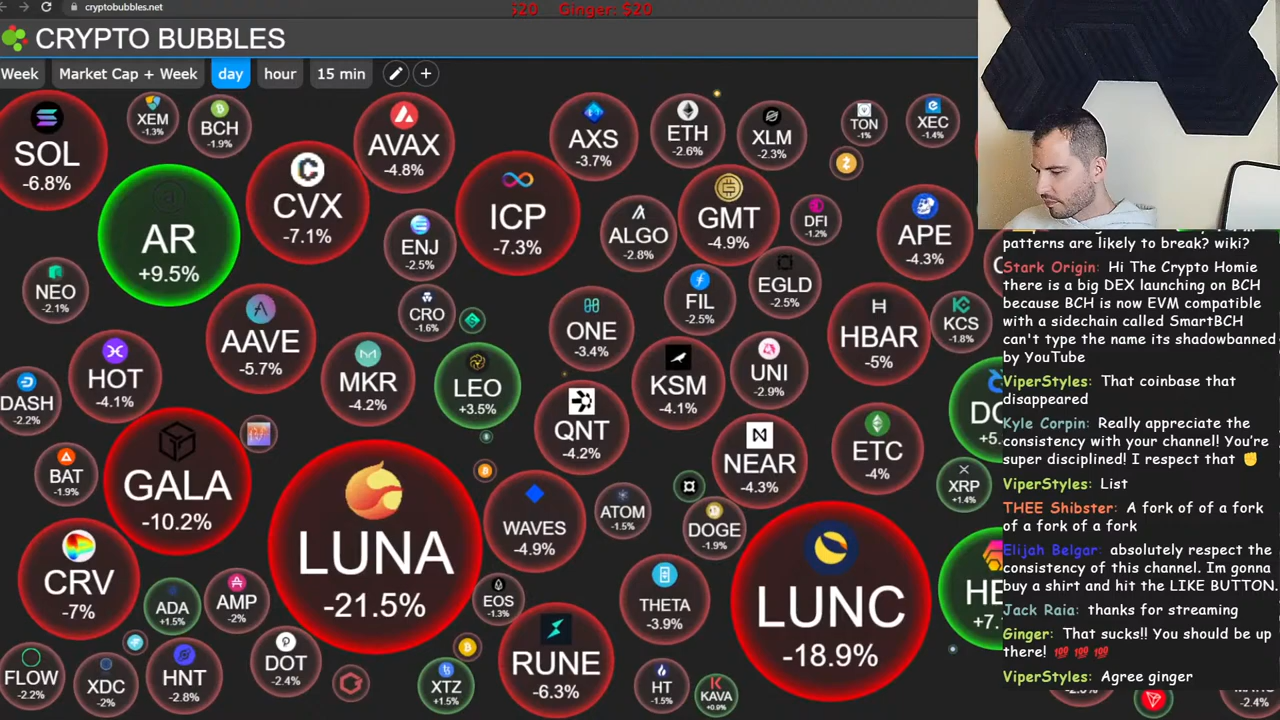 cryptobubbles.net
$20 Ginger: $20
CRYPTO BUBBLES
Week
Market Cap + Week
day
hour
15 min
SOL
-6.8%
XEM
-1.3%
BCH
-1.9%
AVAX
-4.8%
AXS
-3.7%
ETH
-2.6%
XLM
-2.3%
TON
-1%
XEC
-1.4%
AR
+9.5%
CVX
-7.1%
ICP
-7.3%
ENJ
-2.5%
ALGO
-2.8%
GMT
-4.9%
DFI
-1.2%
APE
-4.3%
NEO
-2.1%
AAVE
-5.7%
CRO
-1.6%
ONE
-3.4%
FIL
-2.5%
EGLD
-2.5%
HBAR
-5%
KCS
-1.8%
HOT
-4.1%
MKR
-4.2%
LEO
+3.5%
KSM
-4.1%
UNI
-2.9%
DASH
-2.2%
QNT
-4.2%
NEAR
-4.3%
ETC
-4%
BAT
-1.9%
GALA
-10.2%
XRP
+1.4%
LUNA
-21.5%
WAVES
-4.9%
ATOM
-1.5%
DOGE
-1.9%
CRV
-7%
ADA
+1.5%
AMP
-2%
EOS
-1.3%
THETA
-3.9%
LUNC
-18.9%
FLOW
-2.2%
XDC
-2%
HNT
-2.8%
DOT
-2.4%
XTZ
+1.5%
RUNE
-6.3%
HT
-1.5%
KAVA
+0.9%
-2.4%
patterns are likely to break? wiki?
Stark Origin: Hi The Crypto Homie
there is a big DEX launching on BCH
because BCH is now EVM compatible
with a sidechain called SmartBCH
can't type the name its shadowbanned
by YouTube
ViperStyles: That coinbase that
disappeared
Kyle Corpin: Really appreciate the
consistency with your channel! You're
super disciplined! I respect that ✊
ViperStyles: List
THEE Shibster: A fork of of a fork
of a fork of a fork
Elijah Belgar: absolutely respect the
consistency of this channel. Im gonna
buy a shirt and hit the LIKE BUTTON.
Jack Raia: thanks for streaming
Ginger: That sucks!! You should be up
there! 💯 💯 💯
ViperStyles: Agree ginger